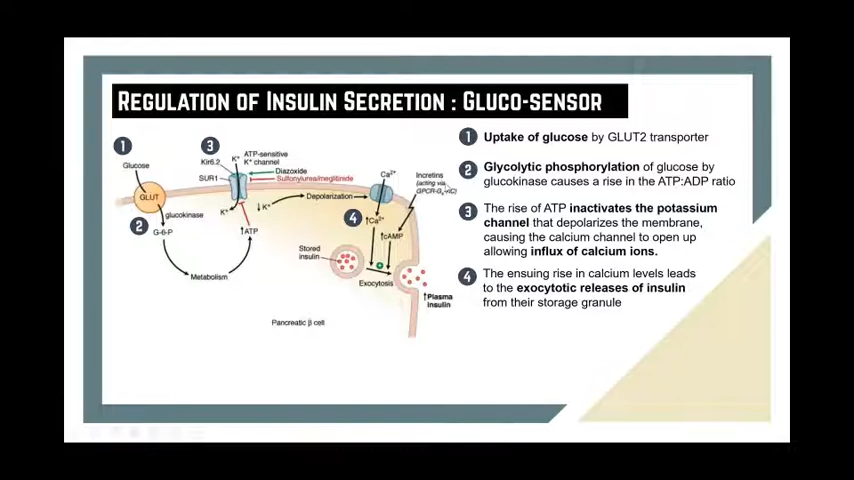 REGULATION OF INSULIN SECRETION : GLUCO-SENSOR
1
Glucose
GLUT
glucokinase
2
G-6-P
Metabolism
↑ATP
3
Kir6.2
SUR1
K+
ATP-sensitive
K+ channel
Diazoxide
Sulfonylurea/meglitinide
K+
↓K+
Depolarization
Ca2+
4
↑Ca2+
↑cAMP
Incretins
(acting via
Stored
insulin
+
Exocytosis
↑Plasma
insulin
Pancreatic β cell
1 Uptake of glucose by GLUT2 transporter
2 Glycolytic phosphorylation of glucose by
glucokinase causes a rise in the ATP:ADP ratio
3 The rise of ATP inactivates the potassium
channel that depolarizes the membrane,
causing the calcium channel to open up
allowing influx of calcium ions.
4 The ensuing rise in calcium levels leads
to the exocytotic releases of insulin
from their storage granule